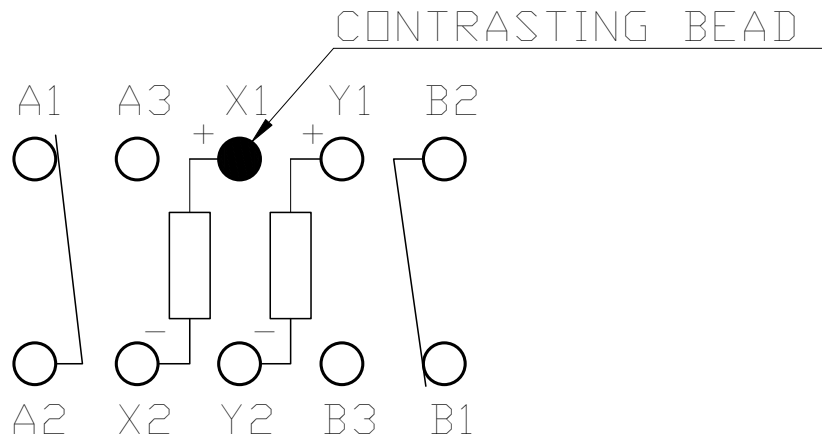 CONTRASTING BEAD
A1 A3 X1 Y1 B2
+ +
- -
A2 X2 Y2 B3 B1